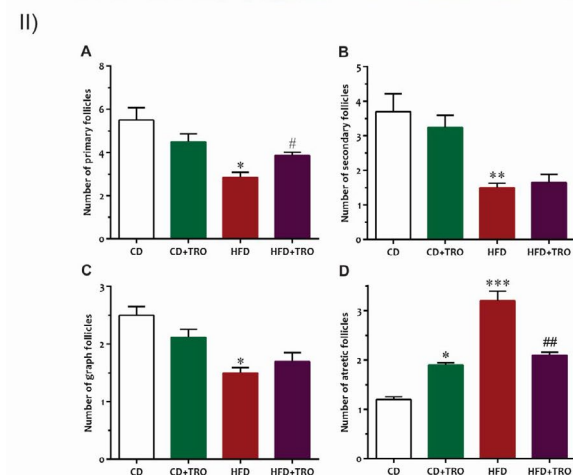 II)
A
Number of primary follicles
8
6
4
2
0
*
#
CD
CD+TRO
HFD
HFD+TRO
B
Number of secondary follicles
5
4
3
2
1
0
**
CD
CD+TRO
HFD
HFD+TRO
C
Number of graph follicles
3
2
1
0
*
CD
CD+TRO
HFD
HFD+TRO
D
Number of atretic follicles
3
2
1
0
*
***
##
CD
CD+TRO
HFD
HFD+TRO